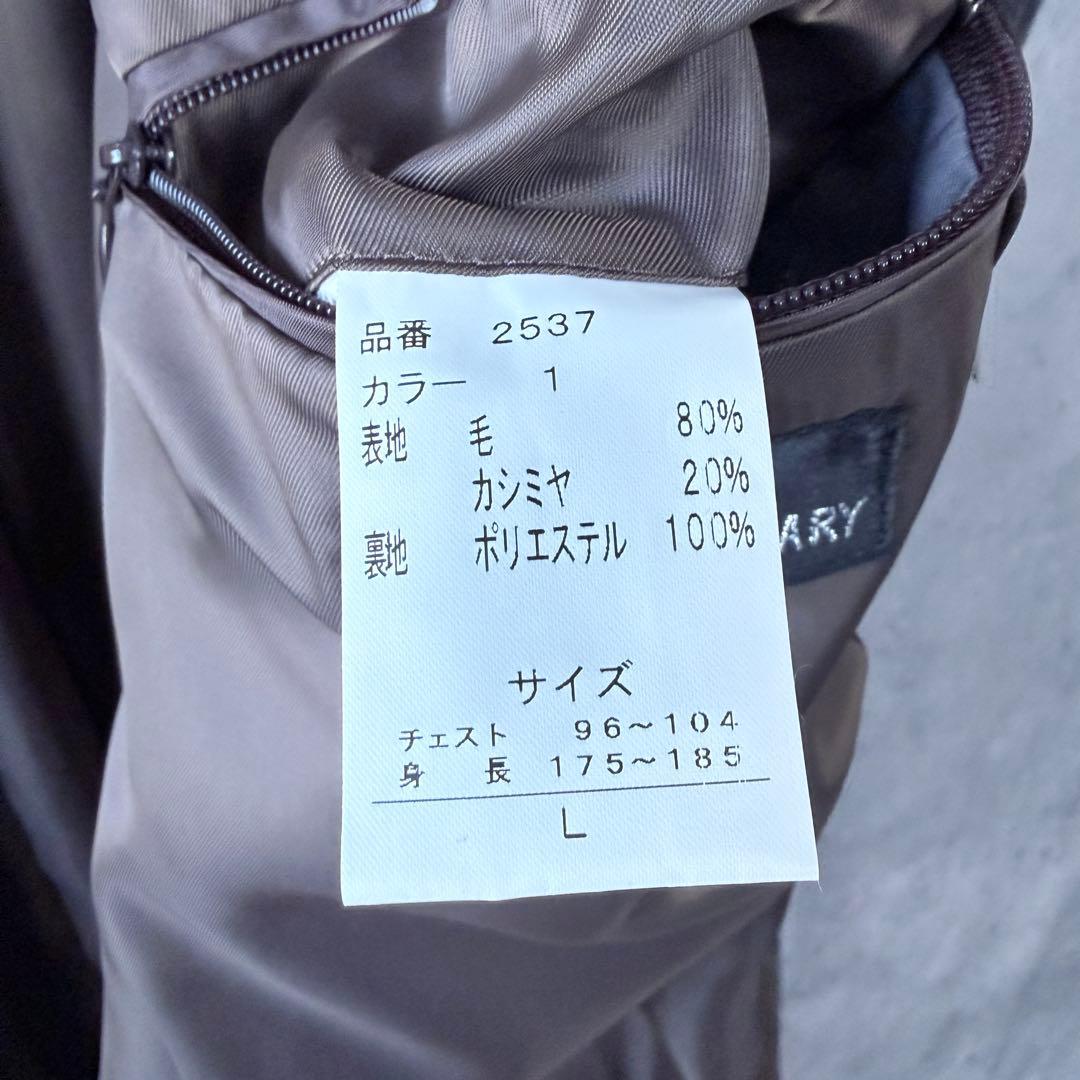 品番 2537
カラー 1
表地 毛 80%
カシミヤ 20%
裏地 ポリエステル 100%
サイズ
チェスト 96～104
身長 175～185
L
ARY